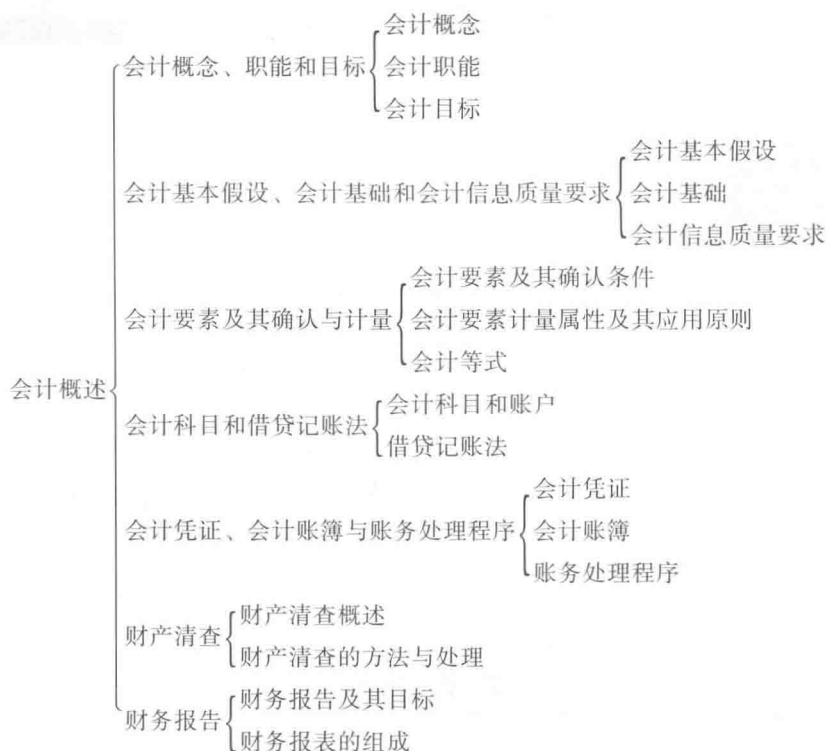 会计概述
会计概念、职能和目标
会计概念
会计职能
会计目标
会计基本假设、会计基础和会计信息质量要求
会计基本假设
会计基础
会计信息质量要求
会计要素及其确认与计量
会计要素及其确认条件
会计要素计量属性及其应用原则
会计等式
会计科目和借贷记账法
会计科目和账户
借贷记账法
会计凭证、会计账簿与账务处理程序
会计凭证
会计账簿
账务处理程序
财产清查
财产清查概述
财产清查的方法与处理
财务报告
财务报告及其目标
财务报表的组成